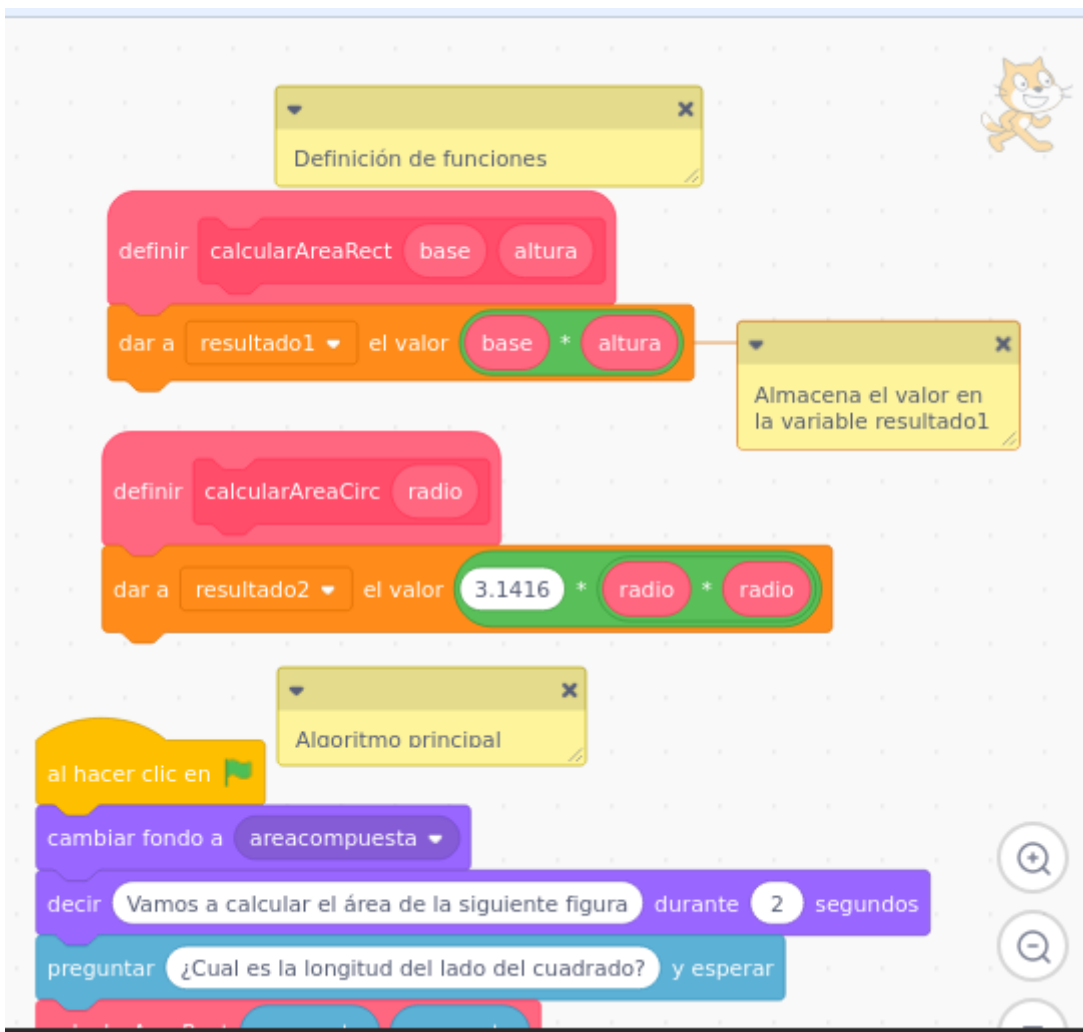 Definición de funciones
definir calcularAreaRect base altura
dar a resultado1 el valor base * altura
Almacena el valor en
la variable resultado1
definir calcularAreaCirc radio
dar a resultado2 el valor 3.1416 * radio * radio
Algoritmo principal
al hacer clic en
cambiar fondo a areacompuesta
decir Vamos a calcular el área de la siguiente figura durante 2 segundos
preguntar ¿Cual es la longitud del lado del cuadrado? y esperar